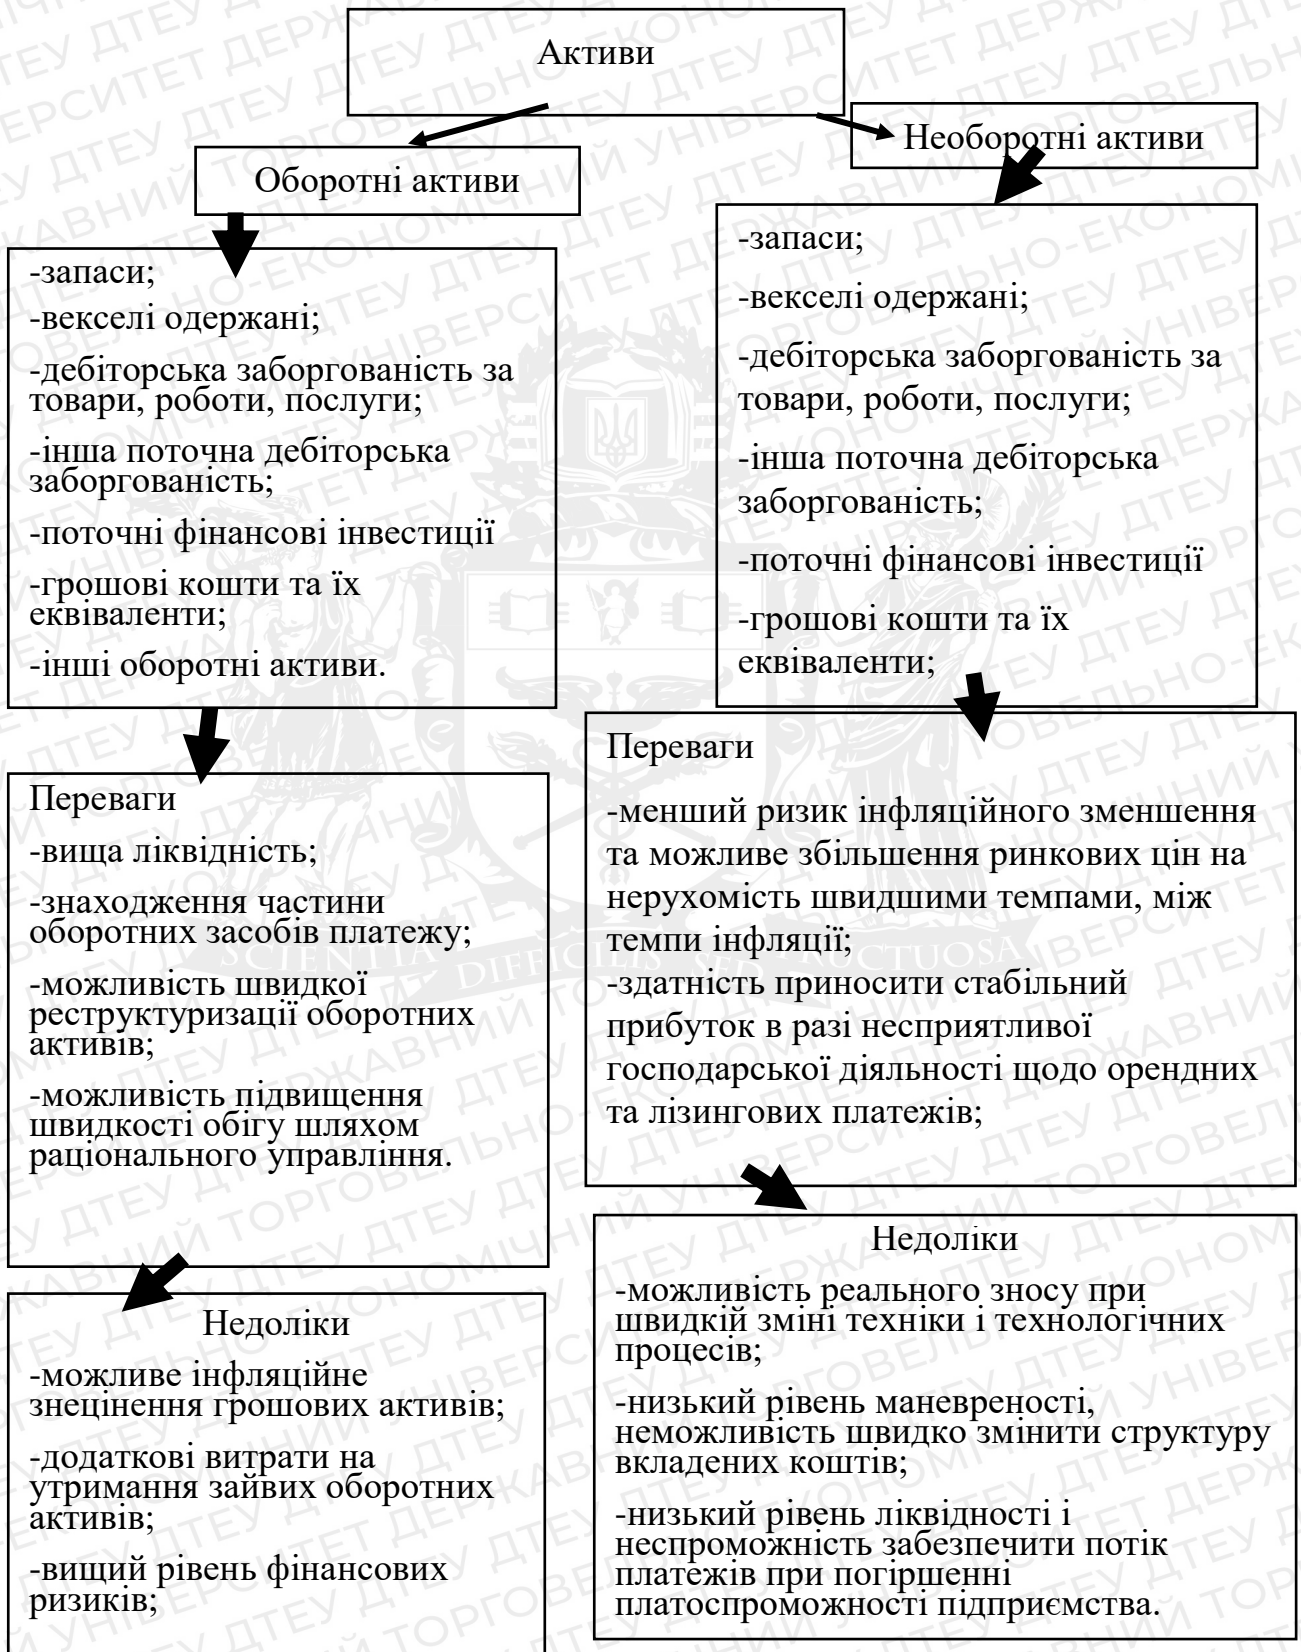 Активи
Необоротні активи
Оборотні активи
-запаси;
-векселі одержані;
-дебіторська заборгованість за
товари, роботи, послуги;
-інша поточна дебіторська
заборгованість;
-поточні фінансові інвестиції
-грошові кошти та їх
еквіваленти;
-інші оборотні активи.
-запаси;
-векселі одержані;
-дебіторська заборгованість за
товари, роботи, послуги;
-інша поточна дебіторська
заборгованість;
-поточні фінансові інвестиції
-грошові кошти та їх
еквіваленти;
Переваги
-вища ліквідність;
-знаходження частини
оборотних засобів платежу;
-можливість швидкої
реструктуризації оборотних
активів;
-можливість підвищення
швидкості обігу шляхом
раціонального управління.
Переваги
-менший ризик інфляційного зменшення
та можливе збільшення ринкових цін на
нерухомість швидшими темпами, між
темпи інфляції;
-здатність приносити стабільний
прибуток в разі несприятливої
господарської діяльності щодо орендних
та лізингових платежів;
Недоліки
-можливе інфляційне
знецінення грошових активів;
-додаткові витрати на
утримання зайвих оборотних
активів;
-вищий рівень фінансових
ризиків;
Недоліки
-можливість реального зносу при
швидкій зміні техніки і технологічних
процесів;
-низький рівень маневреності,
неможливість швидко змінити структуру
вкладених коштів;
-низький рівень ліквідності і
неспроможність забезпечити потік
платежів при погіршенні
платоспроможності підприємства.
SCIENTIA DIFFICILIS SED FRUCTUOSA